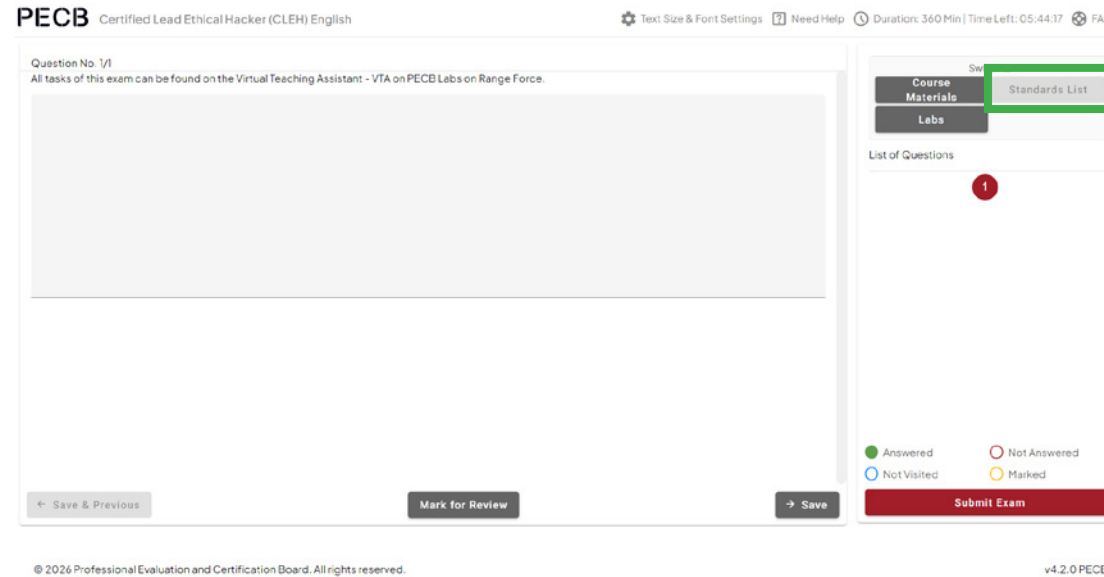 PECB Certified Lead Ethical Hacker (CLEH) English
Text Size & Font Settings
Need Help
Duration: 360 Min | Time Left: 05:44:17
Question No. 1/1
All tasks of this exam can be found on the Virtual Teaching Assistant - VTA on PECB Labs on Range Force.
Course
Materials
Standards List
Labs
List of Questions
1
Answered
Not Answered
Not Visited
Marked
← Save & Previous
Mark for Review
→ Save
Submit Exam
© 2026 Professional Evaluation and Certification Board. All rights reserved.
v4.2.0 PECB